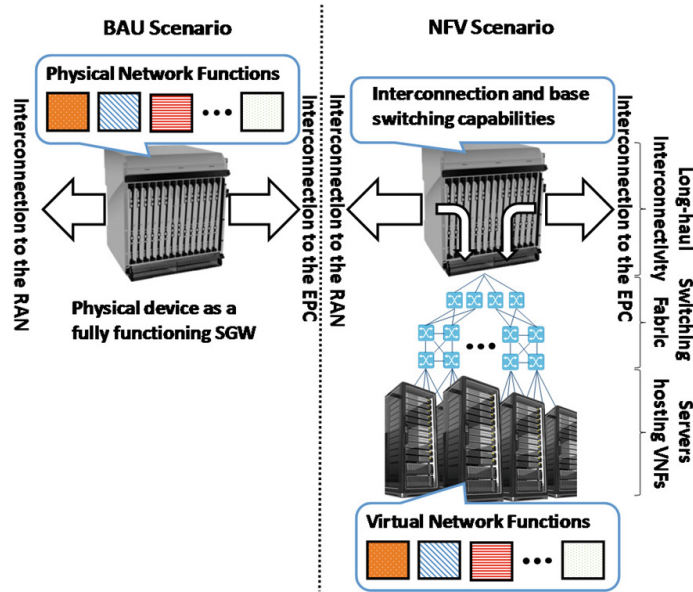 BAU Scenario
Physical Network Functions
Interconnection to the RAN
Interconnection to the EPC
Physical device as a
fully functioning SGW
NFV Scenario
Interconnection and base
switching capabilities
Interconnection to the RAN
Interconnection to the EPC
Long-haul
Interconnectivity
Switching
Fabric
Servers
hosting VNFs
Virtual Network Functions